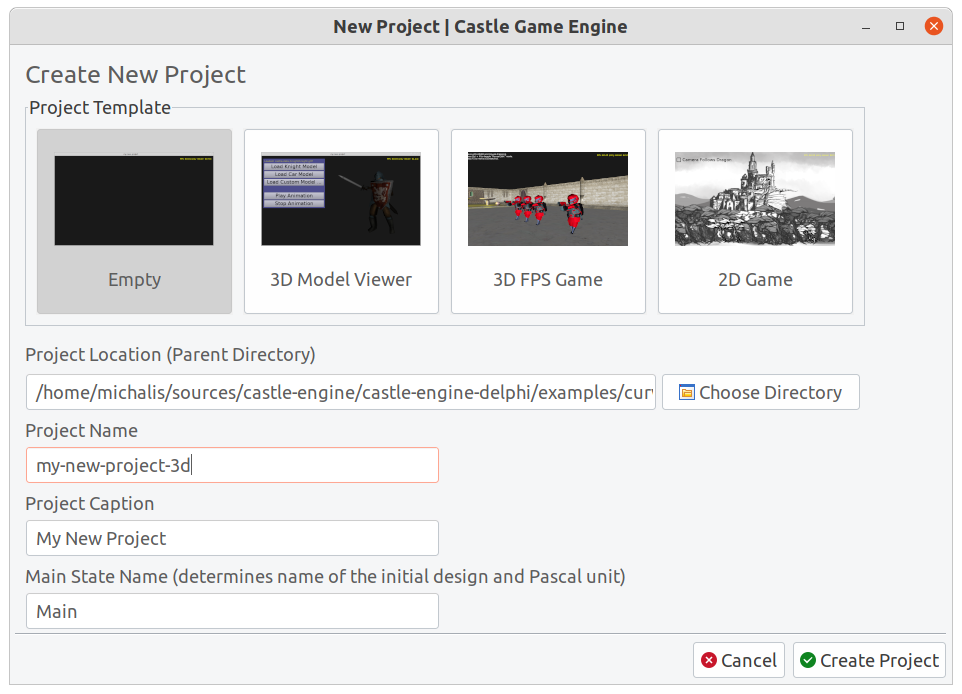 New Project | Castle Game Engine
Create New Project
Project Template
Load Knight Model
Load Car Model
Load Custom Model ...
Play Animation
Stop Animation
Camera Follows Dragon
Empty
3D Model Viewer
3D FPS Game
2D Game
Project Location (Parent Directory)
/home/michalis/sources/castle-engine/castle-engine-delphi/examples/cur
Choose Directory
Project Name
my-new-project-3d
Project Caption
My New Project
Main State Name (determines name of the initial design and Pascal unit)
Main
Cancel
Create Project